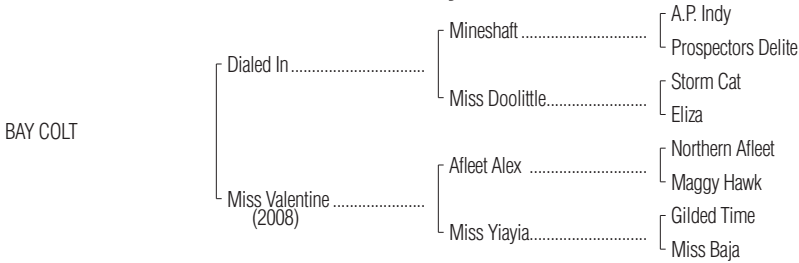 A.P. Indy
Mineshaft ..............................
Prospectors Delite
Dialed In................................
Storm Cat
Miss Doolittle........................
Eliza
BAY COLT
Northern Afleet
Afleet Alex ............................
Maggy Hawk
Miss Valentine ......................
(2008)
Gilded Time
Miss Yiayia............................
Miss Baja